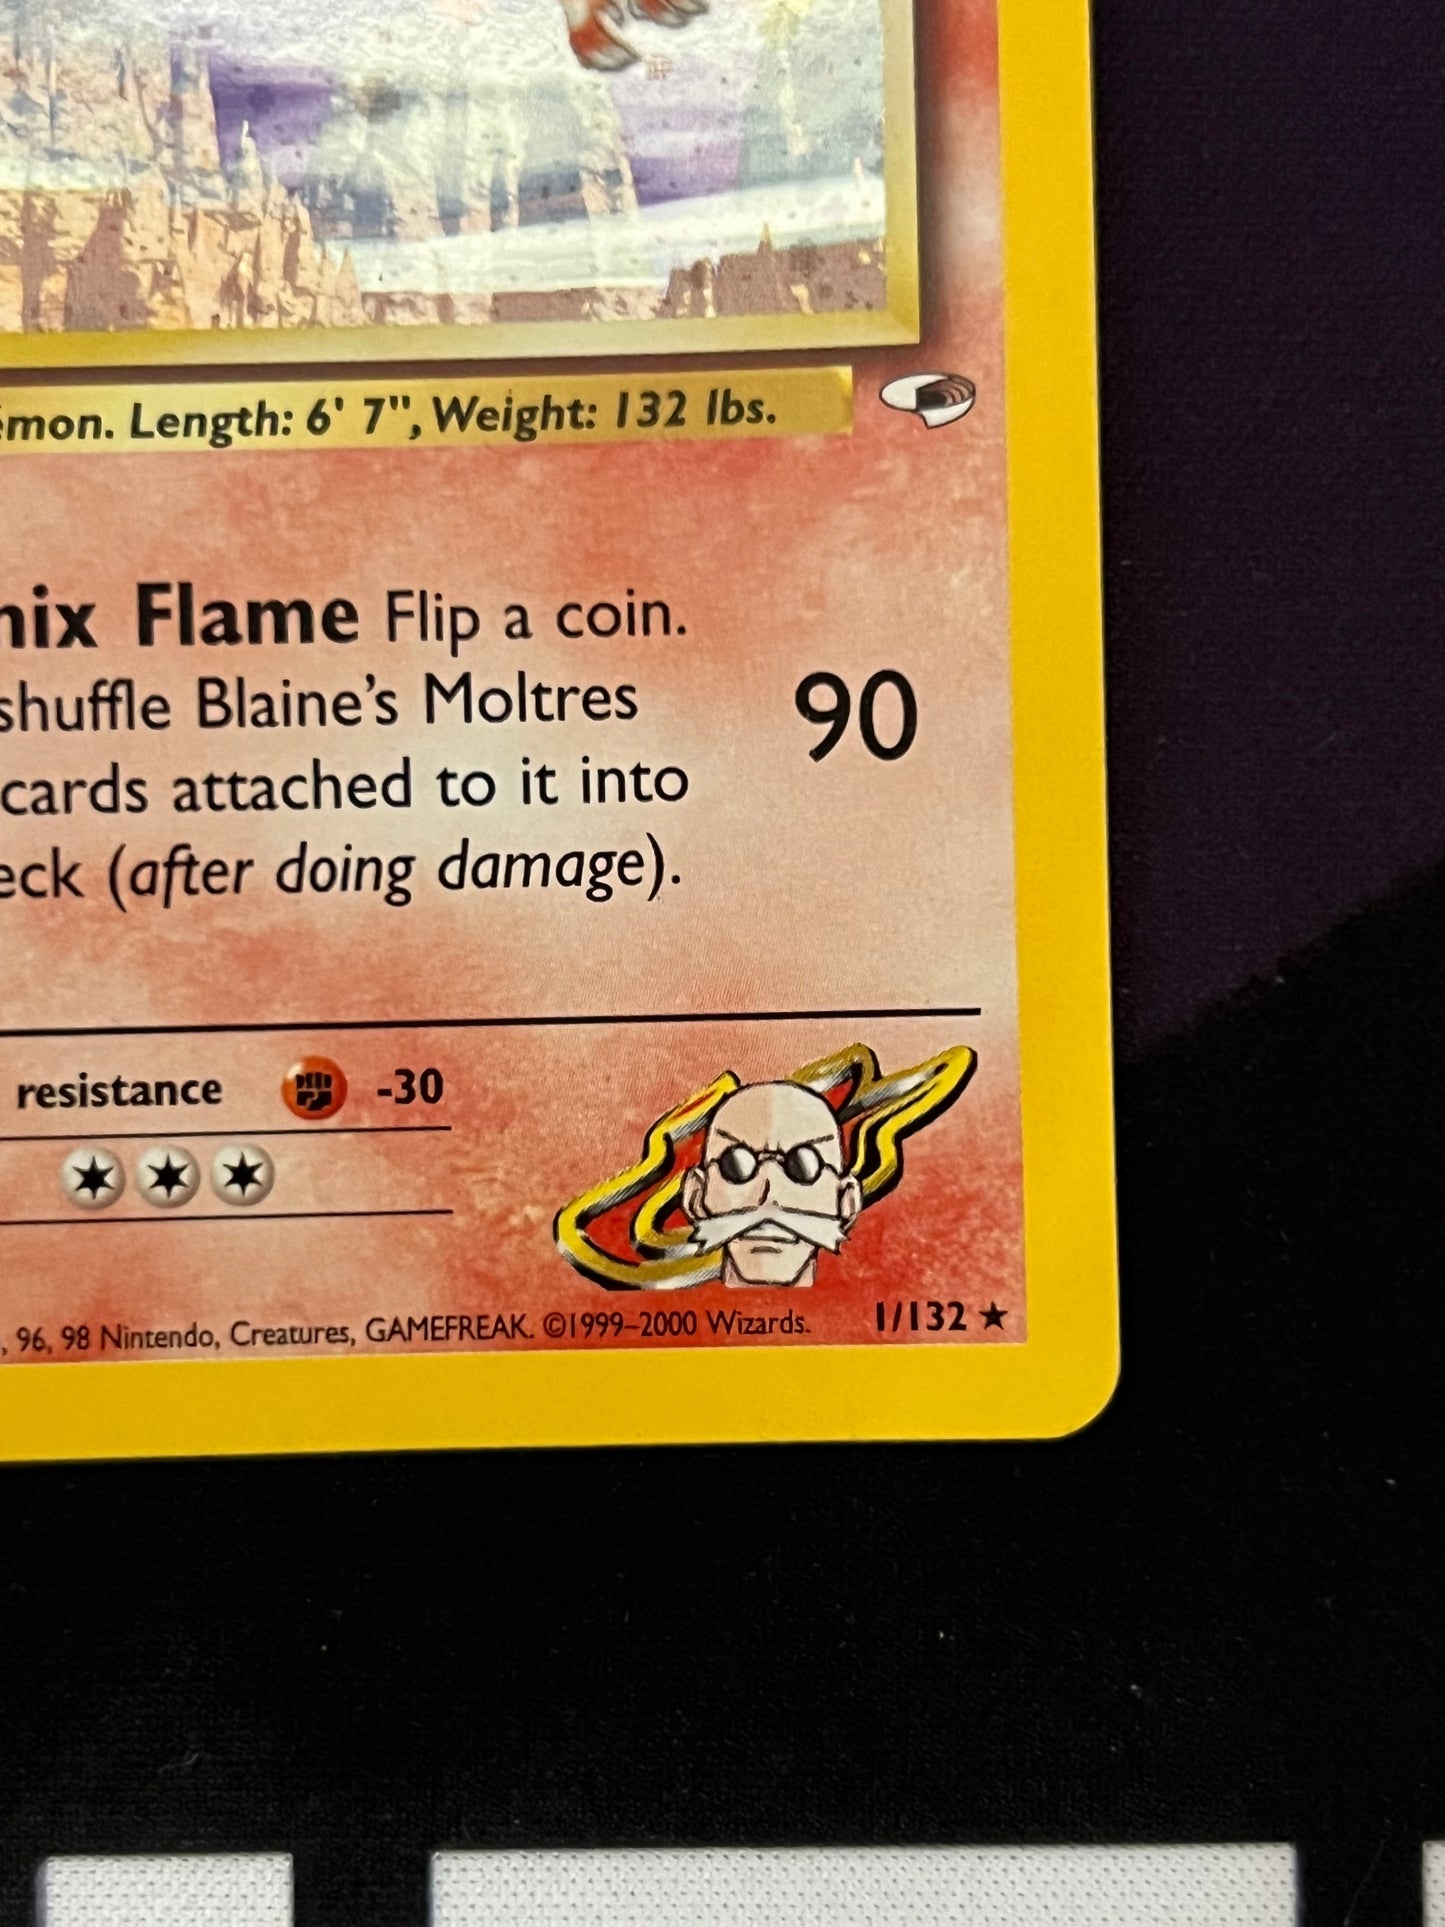 émon. Length: 6' 7", Weight: 132 lbs.
nix Flame Flip a coin.
shuffle Blaine's Moltres
cards attached to it into
eck (after doing damage).
90
resistance -30
, 96, 98 Nintendo, Creatures, GAMEFREAK. ©1999–2000 Wizards. 1/132 ★